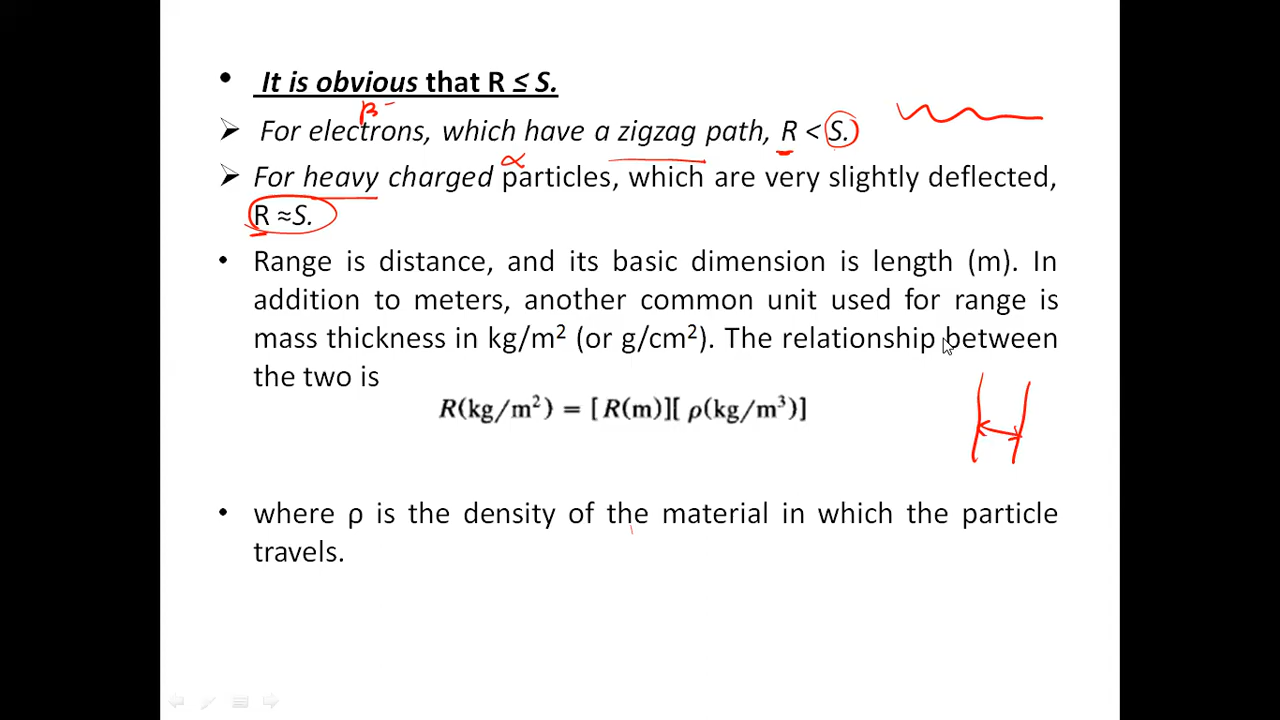 • It is obvious that R ≤ S.
β⁻
➢ For electrons, which have a zigzag path, R < S.
α
➢ For heavy charged particles, which are very slightly deflected,
R ≈S.
• Range is distance, and its basic dimension is length (m). In
addition to meters, another common unit used for range is
mass thickness in kg/m² (or g/cm²). The relationship between
the two is
R(kg/m²) = [R(m)][ρ(kg/m³)]
• where ρ is the density of the material in which the particle
travels.